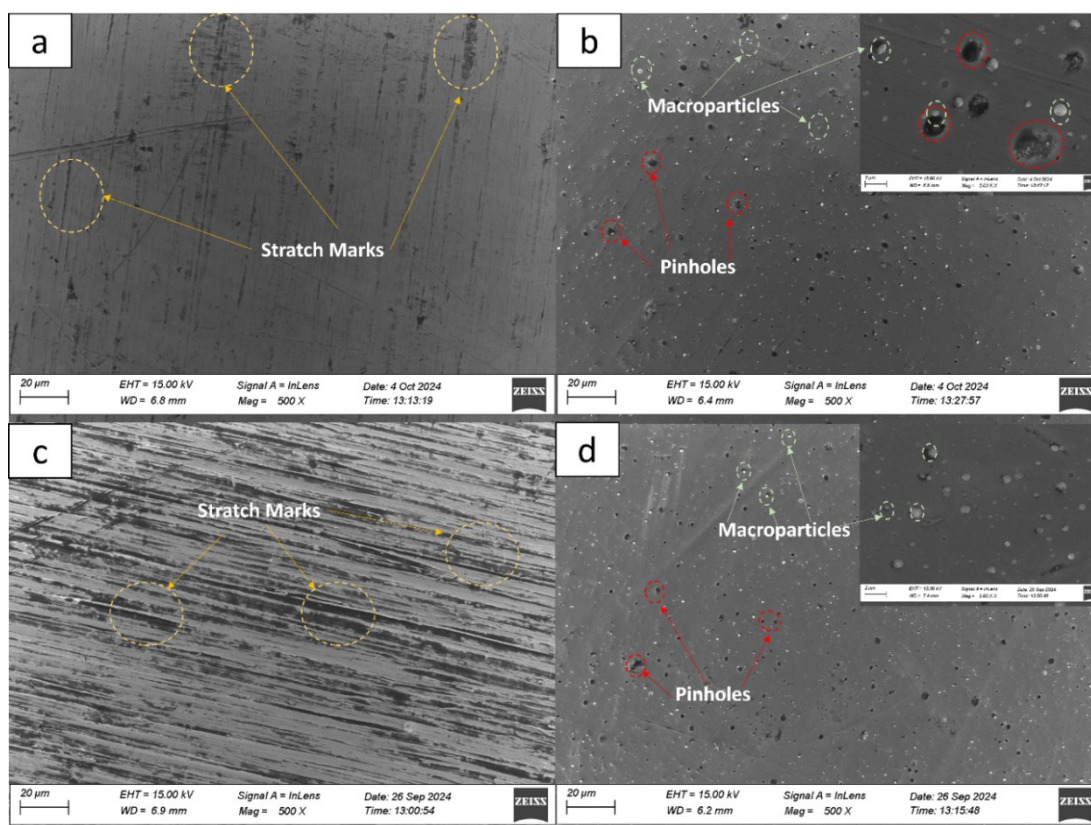 a
Stratch Marks
20 µm
EHT = 15.00 kV Signal A = InLens Date: 4 Oct 2024
WD = 6.8 mm Mag = 500 X Time: 13:13:19
ZEISS
b
Macroparticles
Pinholes
20 µm
EHT = 15.00 kV Signal A = InLens Date: 4 Oct 2024
WD = 6.4 mm Mag = 500 X Time: 13:27:57
ZEISS
c
Stratch Marks
20 µm
EHT = 15.00 kV Signal A = InLens Date: 26 Sep 2024
WD = 6.9 mm Mag = 500 X Time: 13:00:54
ZEISS
d
Macroparticles
Pinholes
20 µm
EHT = 15.00 kV Signal A = InLens Date: 26 Sep 2024
WD = 6.2 mm Mag = 500 X Time: 13:15:48
ZEISS